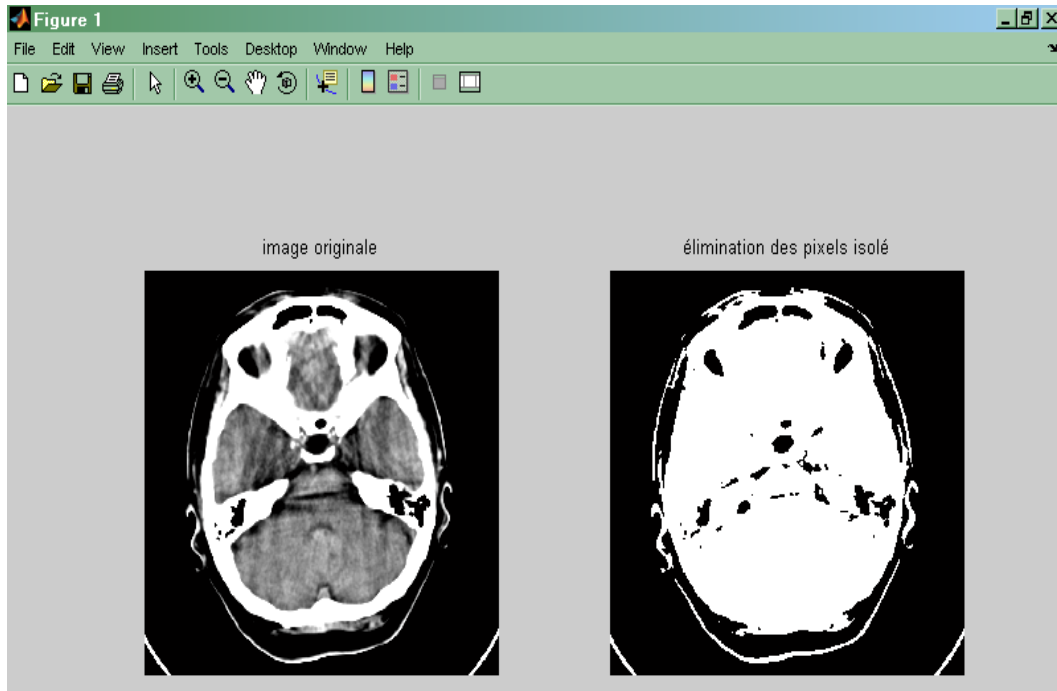 Figure 1
File Edit View Insert Tools Desktop Window Help
image originale
élimination des pixels isolé